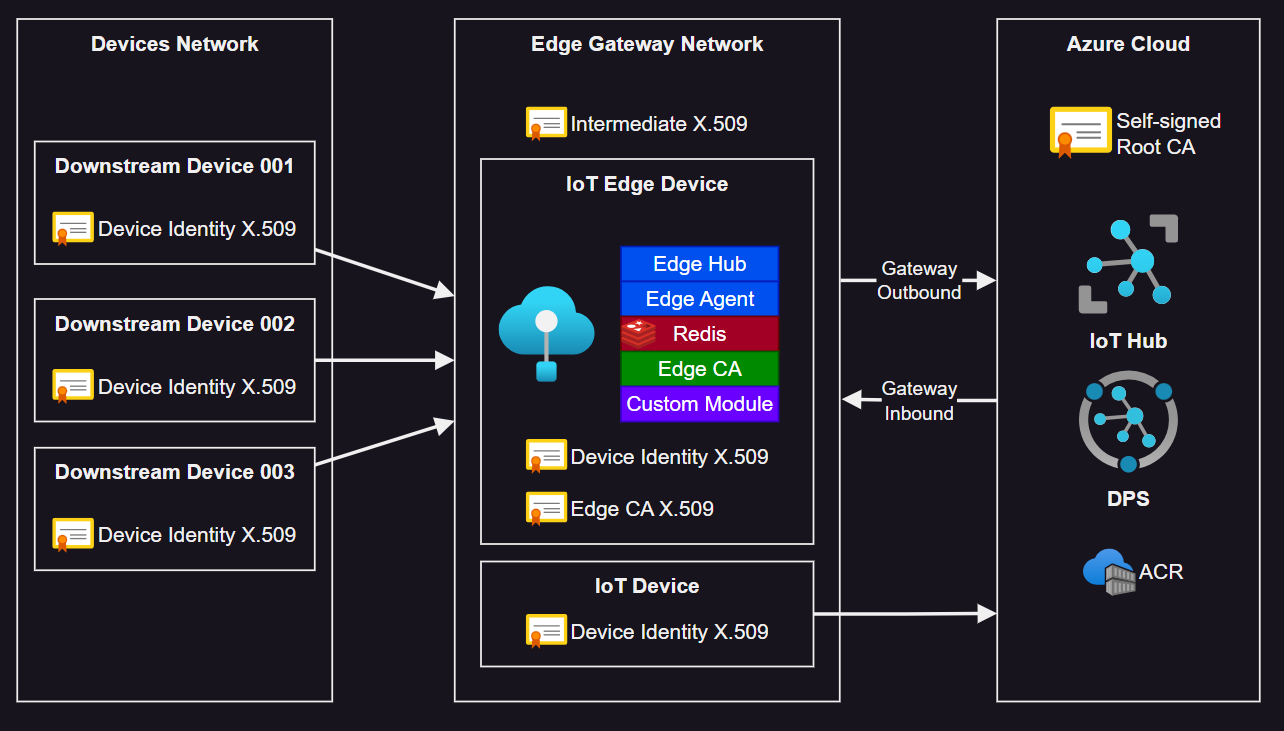 Devices Network
Downstream Device 001
Device Identity X.509
Downstream Device 002
Device Identity X.509
Downstream Device 003
Device Identity X.509
Edge Gateway Network
Intermediate X.509
IoT Edge Device
Edge Hub
Edge Agent
Redis
Edge CA
Custom Module
Device Identity X.509
Edge CA X.509
IoT Device
Device Identity X.509
Gateway
Outbound
Gateway
Inbound
Azure Cloud
Self-signed
Root CA
IoT Hub
DPS
ACR